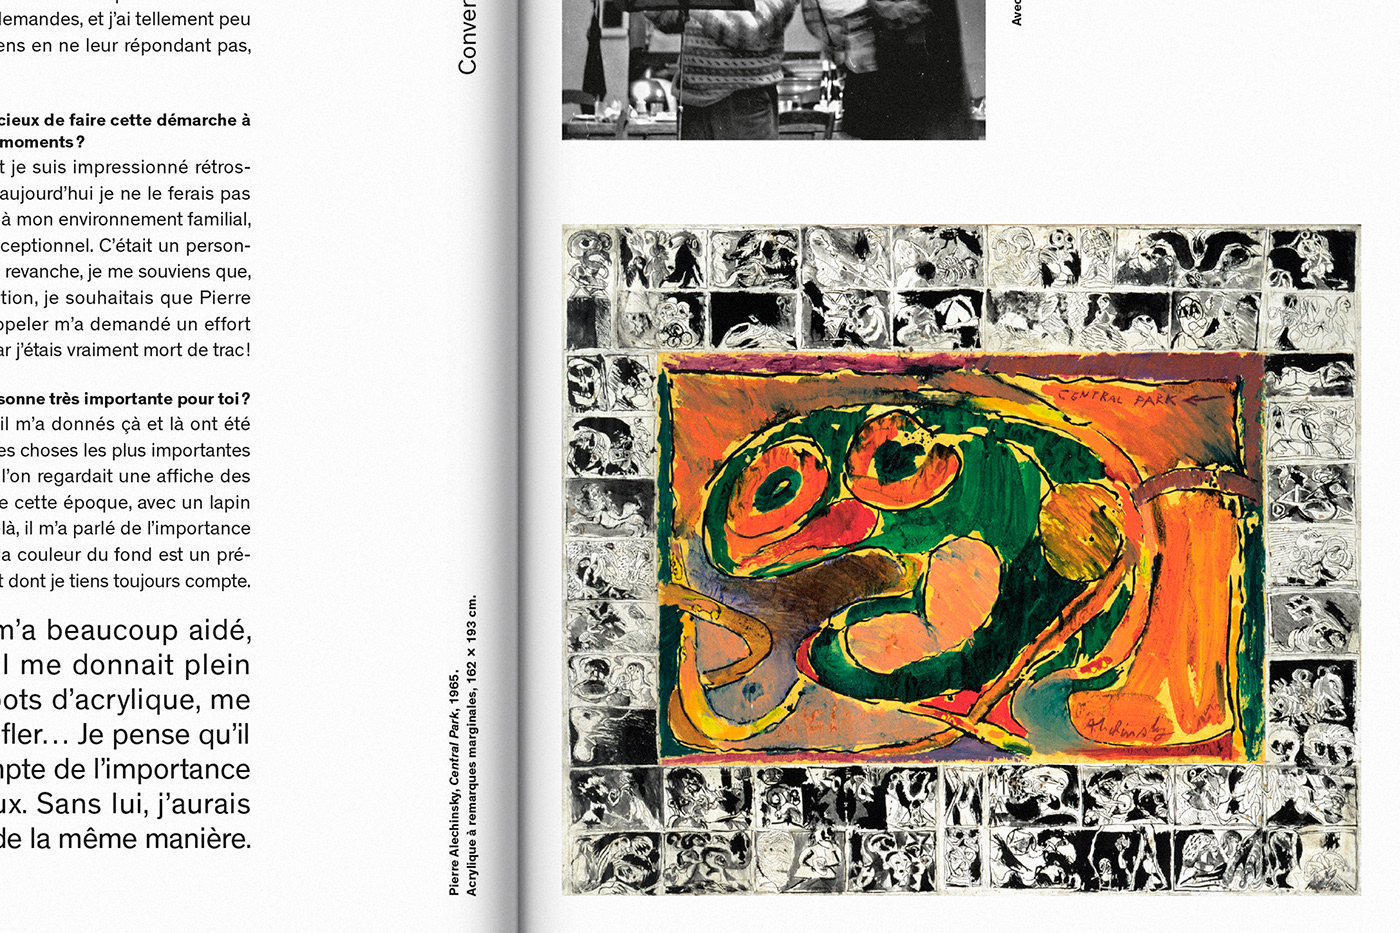 demandes, et j’ai tellement peu
ens en ne leur répondant pas,
cieux de faire cette démarche à
moments ?
t je suis impressionné rétros-
aujourd’hui je ne le ferais pas
à mon environnement familial,
ceptionnel. C’était un person-
revanche, je me souviens que,
tion, je souhaitais que Pierre
ppeler m’a demandé un effort
ar j’étais vraiment mort de trac !
sonne très importante pour toi ?
il m’a donnés çà et là ont été
es choses les plus importantes
l’on regardait une affiche des
e cette époque, avec un lapin
là, il m’a parlé de l’importance
la couleur du fond est un pré-
t dont je tiens toujours compte.
m’a beaucoup aidé,
l me donnait plein
pots d’acrylique, me
fler… Je pense qu’il
mpte de l’importance
ux. Sans lui, j’aurais
de la même manière.
Conver
Pierre Alechinsky, Central Park, 1965.
Acrylique à remarques marginales, 162 × 193 cm.
Avec
CENTRAL PARK ←
Alechinsky